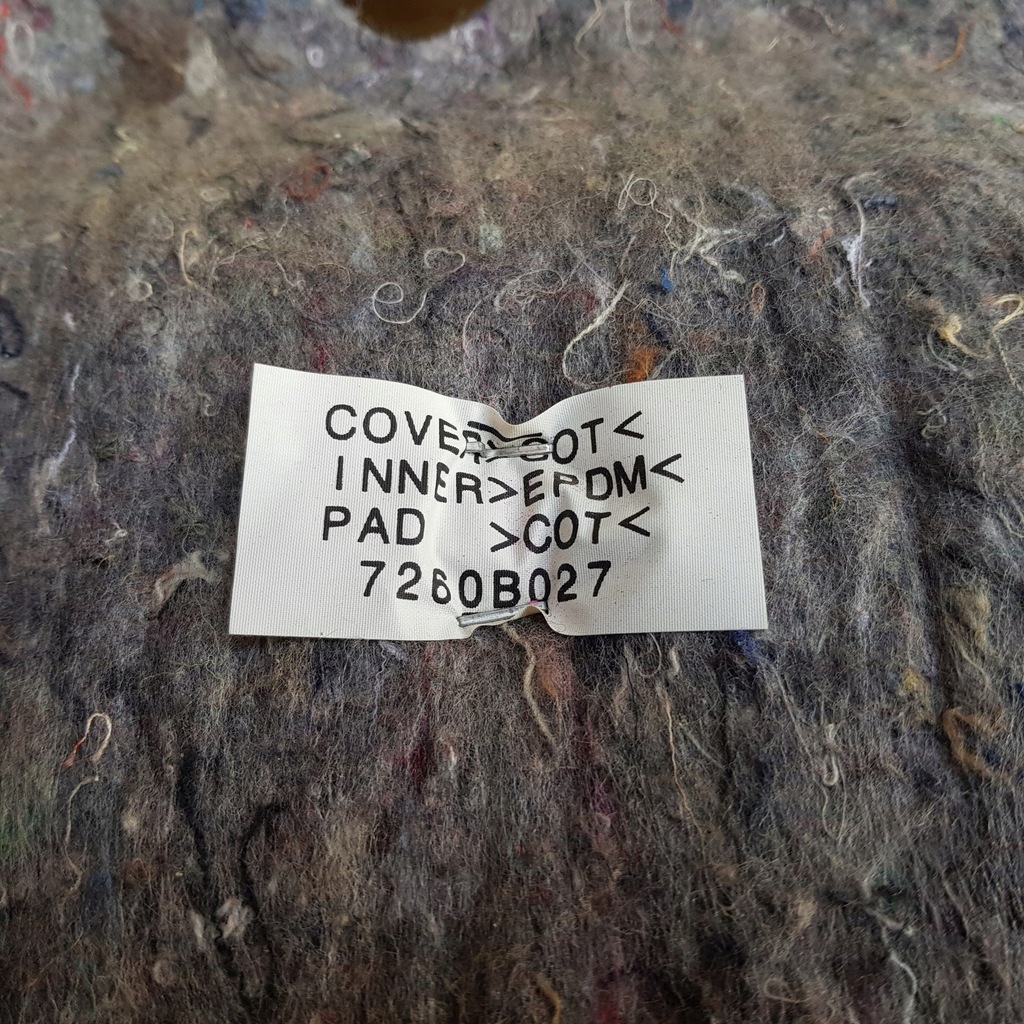 COVER>COT<
INNER>EPDM<
PAD >COT<
7260B027